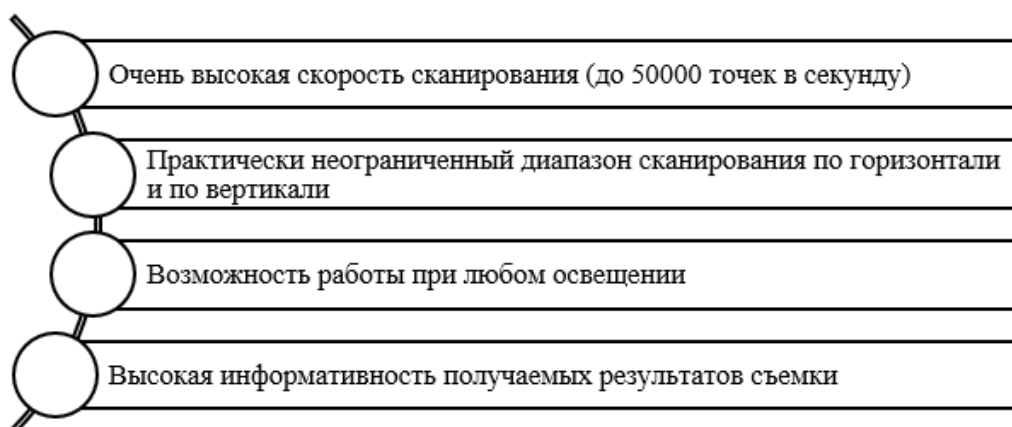 Очень высокая скорость сканирования (до 50000 точек в секунду)
Практически неограниченный диапазон сканирования по горизонтали
и по вертикали
Возможность работы при любом освещении
Высокая информативность получаемых результатов съемки